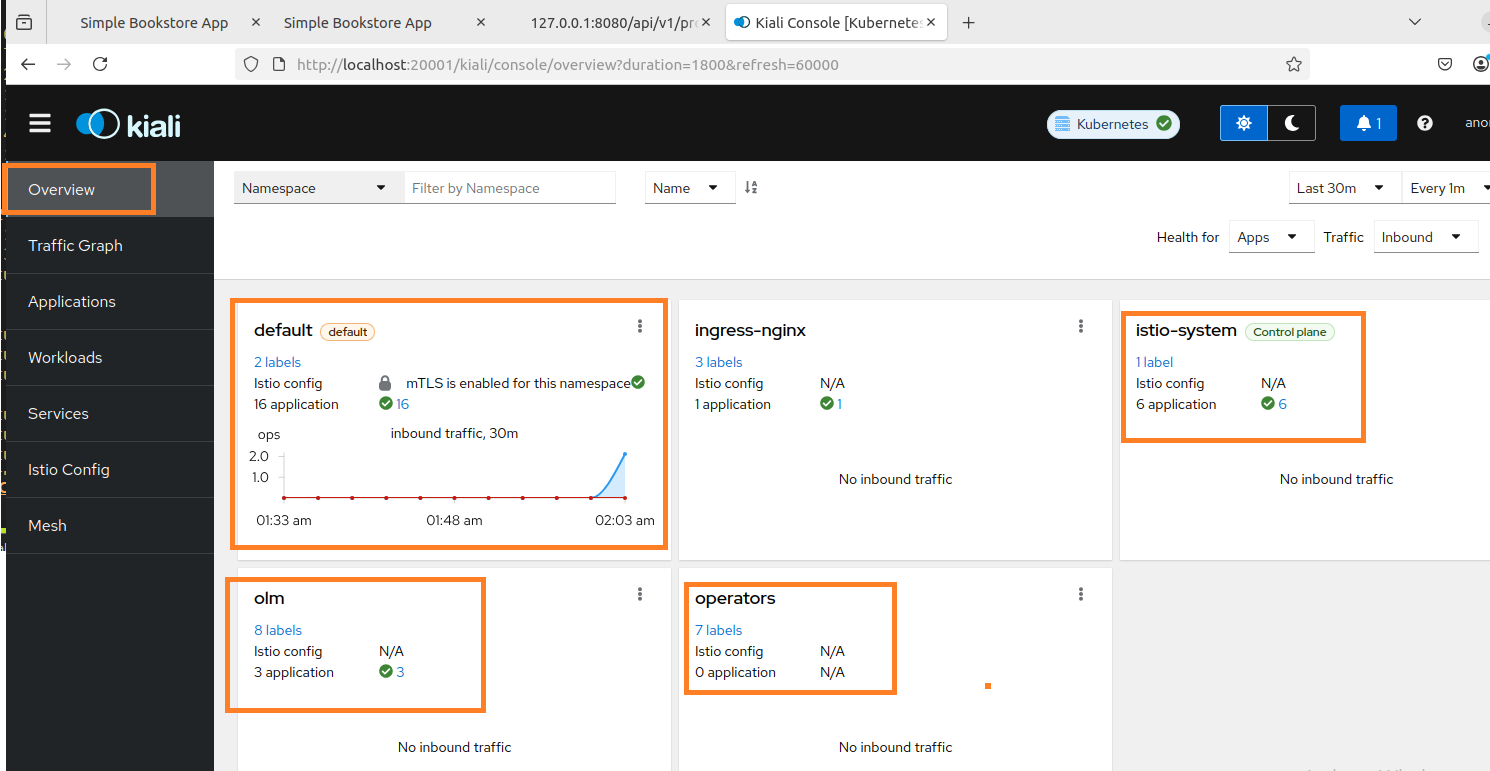 Simple Bookstore App
Simple Bookstore App
127.0.0.1:8080/api/v1/pr
Kiali Console [Kubernetes
http://localhost:20001/kiali/console/overview?duration=1800&refresh=60000
kiali
Kubernetes
1
Overview
Traffic Graph
Applications
Workloads
Services
Istio Config
Mesh
Namespace
Filter by Namespace
Name
Last 30m
Every 1m
Health for
Apps
Traffic
Inbound
default default
2 labels
Istio config mTLS is enabled for this namespace
16 application 16
ops inbound traffic, 30m
2.0
1.0
01:33 am 01:48 am 02:03 am
ingress-nginx
3 labels
Istio config N/A
1 application 1
No inbound traffic
istio-system Control plane
1 label
Istio config N/A
6 application 6
No inbound traffic
olm
8 labels
Istio config N/A
3 application 3
No inbound traffic
operators
7 labels
Istio config N/A
0 application N/A
No inbound traffic